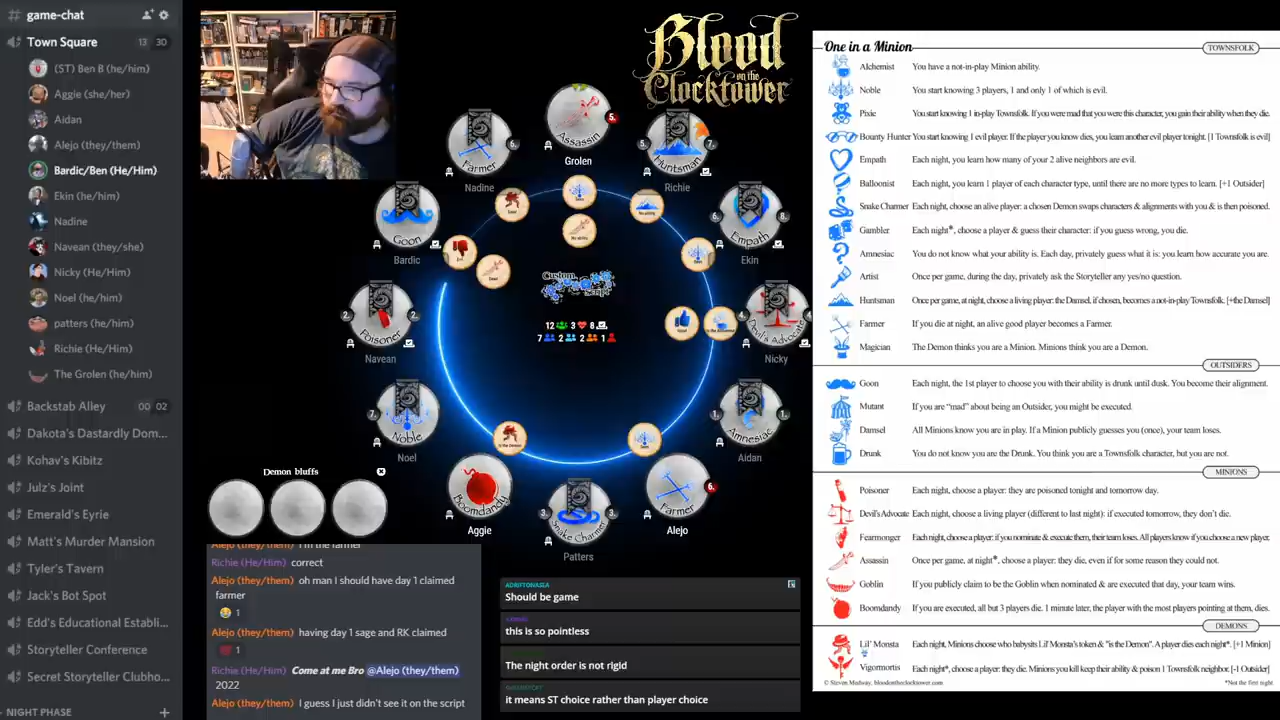 game-chat
Town Square 13 30
(ST) Ben B (he/him)
Aggie (she/her)
Aidan
Alejo (they/them)
Bardic Alan (He/Him)
Ekin (he/him)
Nadine
Navean (they/she)
Nicky (He/Him)
Noel (he/him)
patters (he/him)
Richie (He/Him)
The Grolen (he/him)
Backstab Alley 00 02
Dakota's Dastardly Dom...
Kohav's Kibitz
Julz's Joint
Emerald's Eyrie
Matt's Murder Mansion
Tyler's Tavern
Jack's Backroom
Edd's Educational Establi...
Storyteller Conference
NIGHT PHASE
Blood
on the
Clocktower
Assassin
5.
Grolen
Farmer
6.
Nadine
Huntsman
5.
7.
Richie
Goon
Bardic
Empath
6.
8.
Ekin
Poisoner
2.
2.
Navean
Devil's Advocate
Nicky
Noble
7.
Noel
Amnesiac
1.
1.
Aidan
Boomdandy
Aggie
Snake Charmer
3.
3.
Patters
Farmer
6.
Alejo
Is the Demon
12 3 8
7 2 2 1
Demon bluffs
Alejo (they/them) I'm the farmer
Richie (He/Him) correct
Alejo (they/them) oh man I should have day 1 claimed
farmer
1
Alejo (they/them) having day 1 sage and RK claimed
1
Richie (He/Him) Come at me Bro @Alejo (they/them)
2022
Alejo (they/them) I guess I just didn't see it on the script
Should be game
this is so pointless
The night order is not rigid
it means ST choice rather than player choice
One in a Minion
TOWNSFOLK
Alchemist You have a not-in-play Minion ability.
Noble You start knowing 3 players, 1 and only 1 of which is evil.
Pixie You start knowing 1 in-play Townsfolk. If you were mad that you were this character, you gain their ability when they die.
Bounty Hunter You start knowing 1 evil player. If the player you know dies, you learn another evil player tonight. [1 Townsfolk is evil]
Empath Each night, you learn how many of your 2 alive neighbors are evil.
Balloonist Each night, you learn 1 player of each character type, until there are no more types to learn. [+1 Outsider]
Snake Charmer Each night, choose an alive player: a chosen Demon swaps characters & alignments with you & is then poisoned.
Gambler Each night*, choose a player & guess their character: if you guess wrong, you die.
Amnesiac You do not know what your ability is. Each day, privately guess what it is: you learn how accurate you are.
Artist Once per game, during the day, privately ask the Storyteller any yes/no question.
Huntsman Once per game, at night, choose a living player: the Damsel, if chosen, becomes a not-in-play Townsfolk. [+the Damsel]
Farmer If you die at night, an alive good player becomes a Farmer.
Magician The Demon thinks you are a Minion. Minions think you are a Demon.
OUTSIDERS
Goon Each night, the 1st player to choose you with their ability is drunk until dusk. You become their alignment.
Mutant If you are "mad" about being an Outsider, you might be executed.
Damsel All Minions know you are in play. If a Minion publicly guesses you (once), your team loses.
Drunk You do not know you are the Drunk. You think you are a Townsfolk character, but you are not.
MINIONS
Poisoner Each night, choose a player: they are poisoned tonight and tomorrow day.
Devil's Advocate Each night, choose a living player (different to last night): if executed tomorrow, they don't die.
Fearmonger Each night, choose a player: if you nominate & execute them, their team loses. All players know if you choose a new player.
Assassin Once per game, at night*, choose a player: they die, even if for some reason they could not.
Goblin If you publicly claim to be the Goblin when nominated & are executed that day, your team wins.
Boomdandy If you are executed, all but 3 players die. 1 minute later, the player with the most players pointing at them, dies.
DEMONS
Lil' Monsta Each night, Minions choose who babysits Lil' Monsta's token & "is the Demon". A player dies each night*. [+1 Minion]
Vigormortis Each night*, choose a player: they die. Minions you kill keep their ability & poison 1 Townsfolk neighbor. [-1 Outsider]
© Steven Medway, bloodontheclocktower.com
*Not the first night